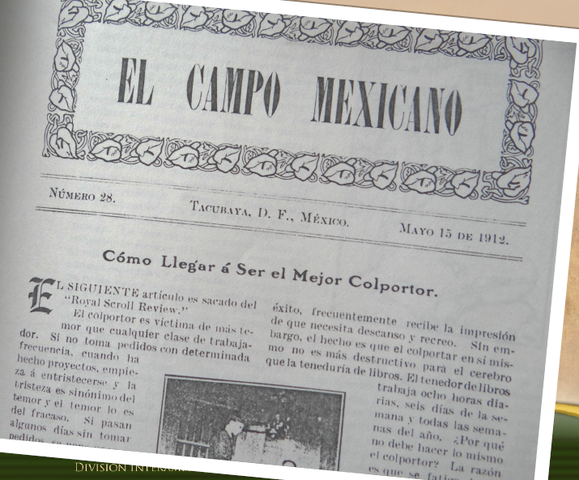 EL CAMPO MEXICANO
NÚMERO 28.
TACUBAYA, D. F., MÉXICO.
MAYO 15 DE 1912.
Cómo Llegar á Ser el Mejor Colportor.
EL SIGUIENTE artículo es sacado del
"Royal Scroll Review."
El colportor es víctima de más te-
mor que cualquier clase de trabaja-
dor. Si no toma pedidos con determinada
frecuencia, cuando ha
hecho proyectos, empie-
za á entristecerse y la
tristeza es sinónimo del
temor y el temor lo es
del fracaso. Si pasan
algunos días sin tomar
pedidos, se
éxito, frecuentemente recibe la impresión
de que necesita descanso y recreo. Sin em-
bargo, el hecho es que el colportar en sí mis-
mo no es más destructivo para el cerebro
que la teneduría de libros. El tenedor de libros
trabaja ocho horas dia-
rias, seis días de la se-
mana y todas las sema-
nas del año. ¿Por qué
no debe hacer lo mismo
el colportor? La razón
es que se
DIVISION